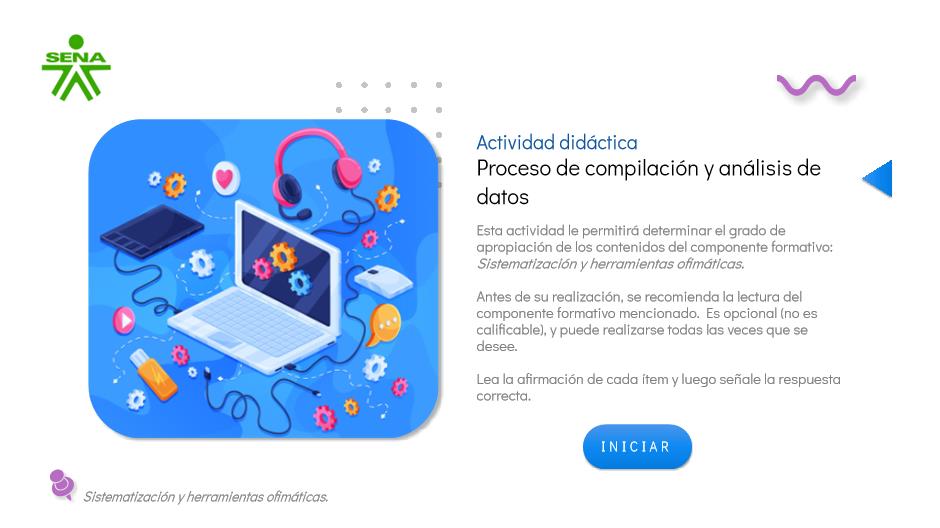 SENA
Actividad didáctica
Proceso de compilación y análisis de
datos
Esta actividad le permitirá determinar el grado de
apropiación de los contenidos del componente formativo:
Sistematización y herramientas ofimáticas.
Antes de su realización, se recomienda la lectura del
componente formativo mencionado. Es opcional (no es
calificable), y puede realizarse todas las veces que se
desee.
Lea la afirmación de cada ítem y luego señale la respuesta
correcta.
INICIAR
Sistematización y herramientas ofimáticas.